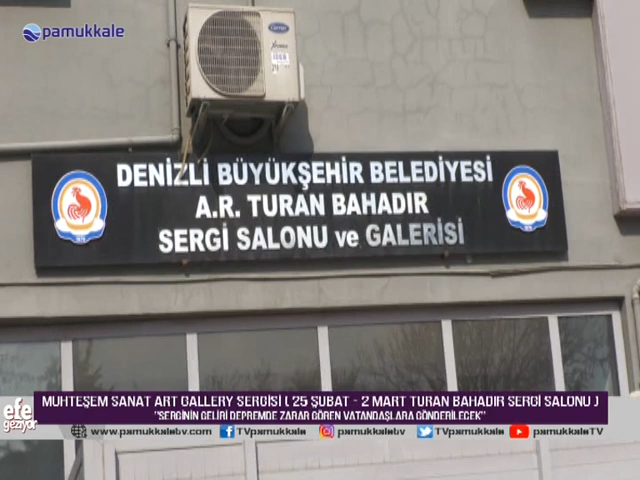 pamukkale
Carrier
DENİZLİ BÜYÜKŞEHİR BELEDİYESİ
A.R. TURAN BAHADIR
SERGİ SALONU ve GALERİSİ
MUHTEŞEM SANAT ART GALLERY SERGİSİ ( 25 ŞUBAT - 2 MART TURAN BAHADIR SERGİ SALONU )
"SERGİNİN GELİRİ DEPREMDE ZARAR GÖREN VATANDAŞLARA GÖNDERİLECEK"
efe
geziyor
www.pamukkaletv.com TVpamukkale pamukkaletv TVpamukkale pamukkaleTV